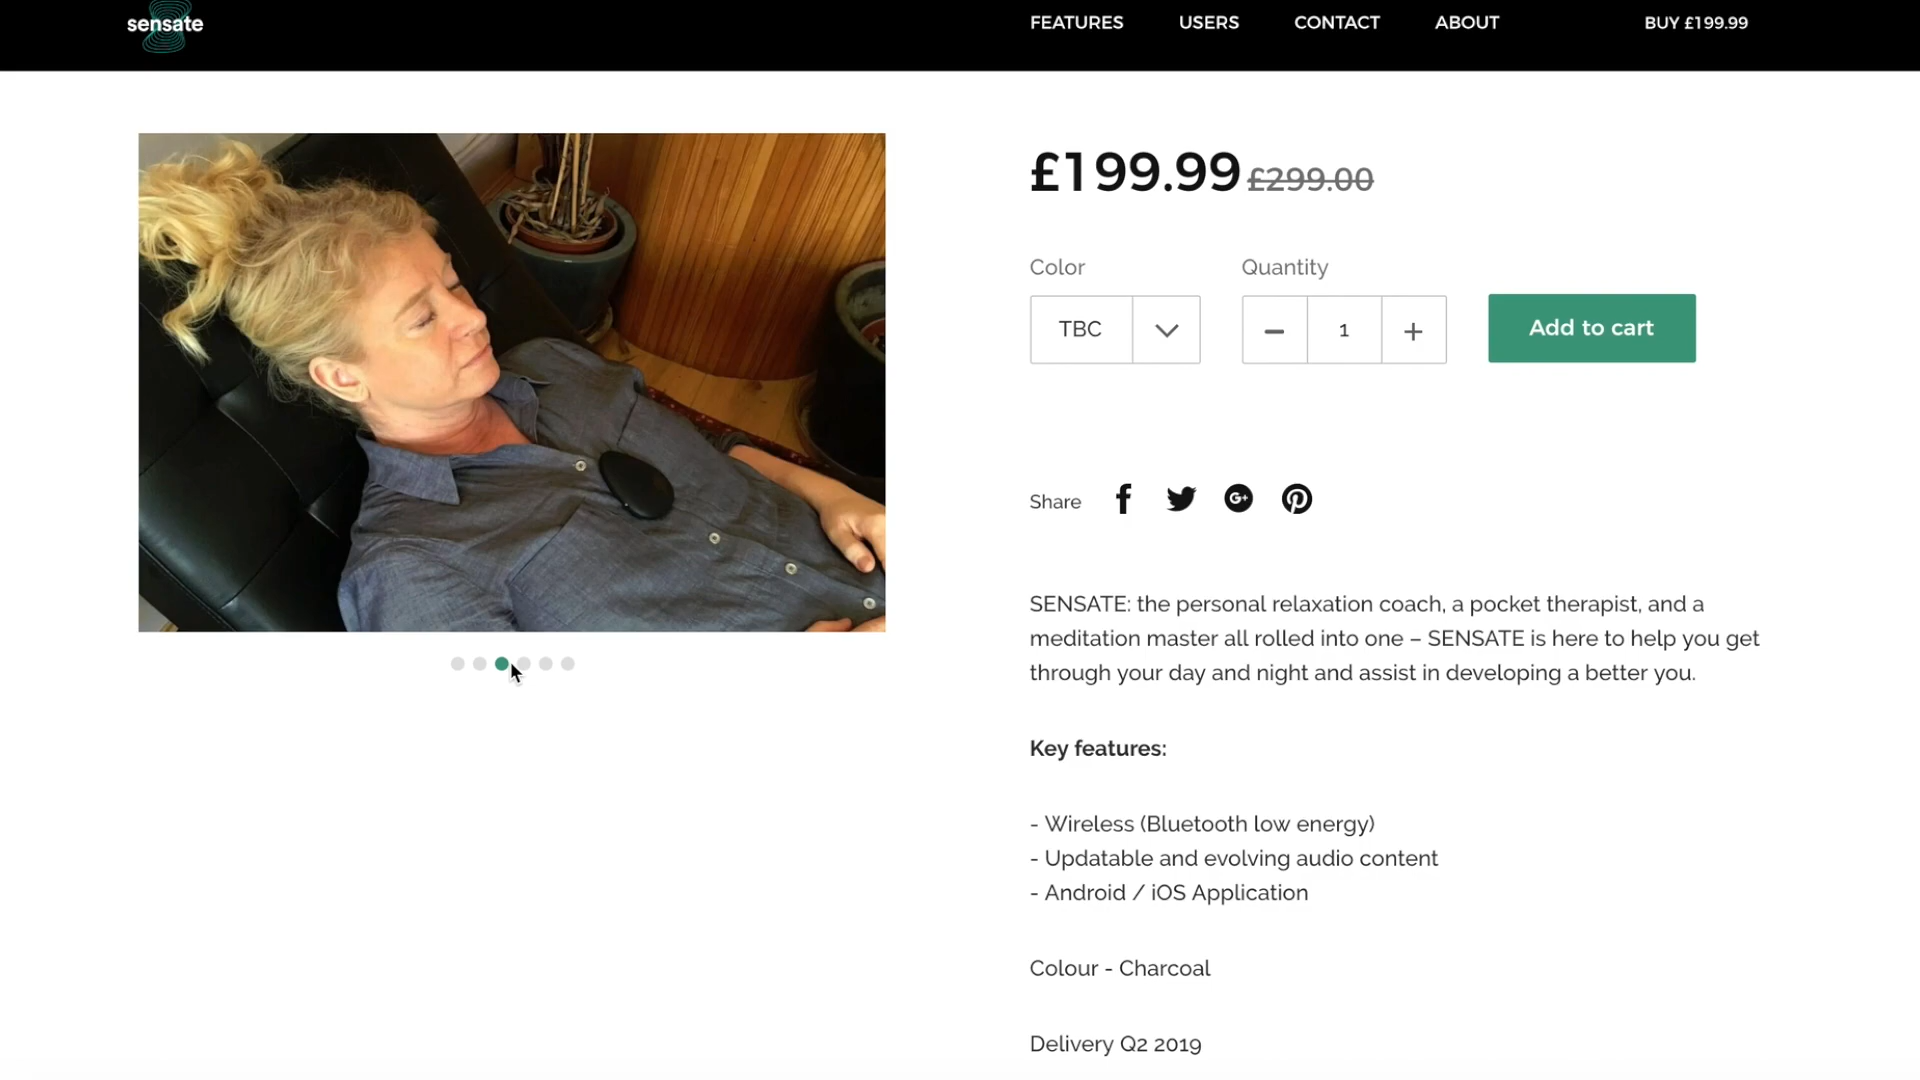 sensate
FEATURES
USERS
CONTACT
ABOUT
BUY £199.99
£199.99 £299.00
Color
Quantity
TBC
1
Add to cart
Share
SENSATE: the personal relaxation coach, a pocket therapist, and a
meditation master all rolled into one – SENSATE is here to help you get
through your day and night and assist in developing a better you.
Key features:
- Wireless (Bluetooth low energy)
- Updatable and evolving audio content
- Android / iOS Application
Colour - Charcoal
Delivery Q2 2019